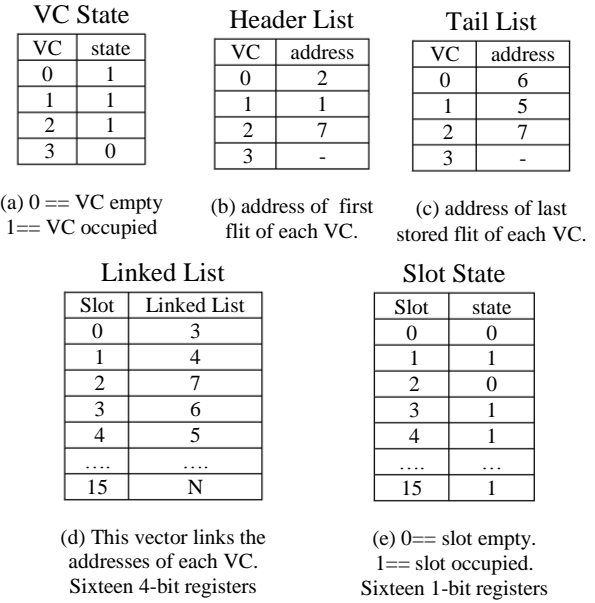 VC State
VC state
0 1
1 1
2 1
3 0
(a) 0 == VC empty
1== VC occupied
Header List
VC address
0 2
1 1
2 7
3 -
(b) address of first
flit of each VC.
Tail List
VC address
0 6
1 5
2 7
3 -
(c) address of last
stored flit of each VC.
Linked List
Slot Linked List
0 3
1 4
2 7
3 6
4 5
.... ....
15 N
(d) This vector links the
addresses of each VC.
Sixteen 4-bit registers
Slot State
Slot state
0 0
1 1
2 0
3 1
4 1
.... ...
15 1
(e) 0== slot empty.
1== slot occupied.
Sixteen 1-bit registers